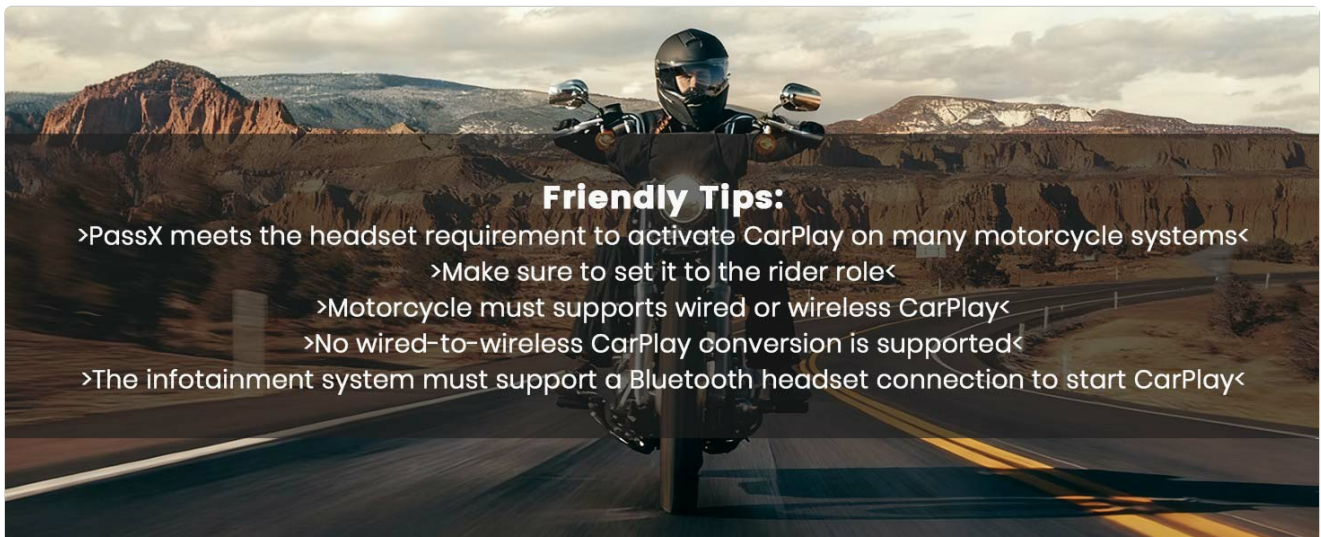 Friendly Tips:
>PassX meets the headset requirement to activate CarPlay on many motorcycle systems<
>Make sure to set it to the rider role<
>Motorcycle must supports wired or wireless CarPlay<
>No wired-to-wireless CarPlay conversion is supported<
>The infotainment system must support a Bluetooth headset connection to start CarPlay<